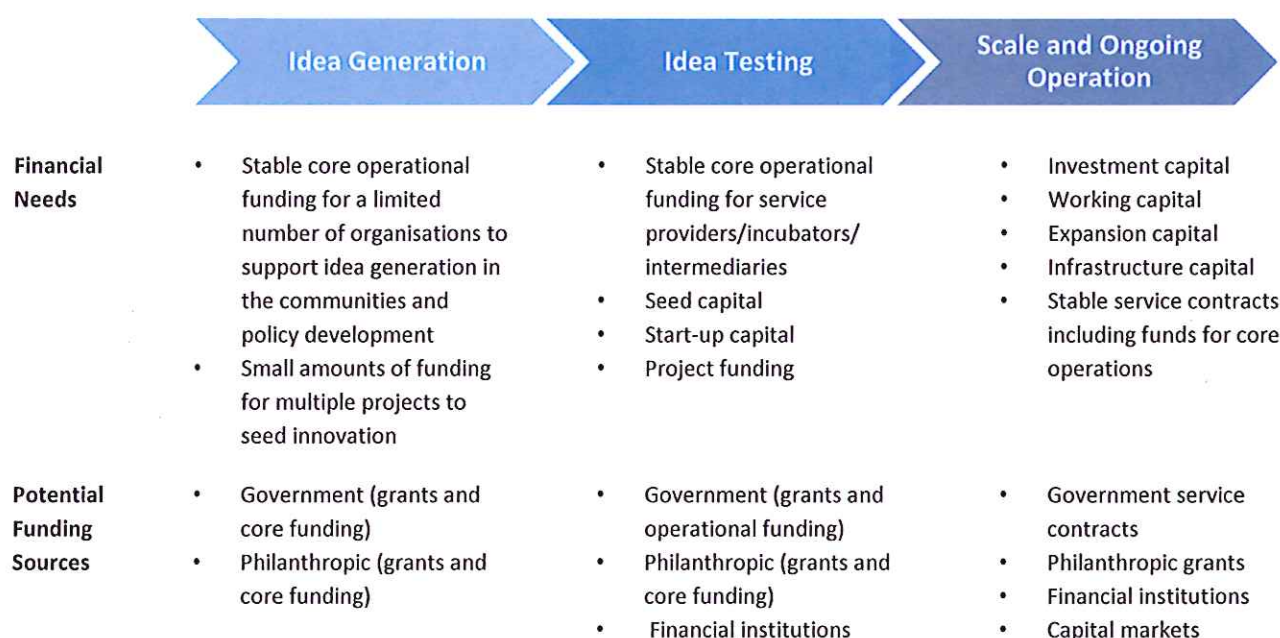 Idea Generation
Idea Testing
Scale and Ongoing
Operation
Financial
Needs
• Stable core operational
funding for a limited
number of organisations to
support idea generation in
the communities and
policy development
• Small amounts of funding
for multiple projects to
seed innovation
• Stable core operational
funding for service
providers/incubators/
intermediaries
• Seed capital
• Start-up capital
• Project funding
• Investment capital
• Working capital
• Expansion capital
• Infrastructure capital
• Stable service contracts
including funds for core
operations
Potential
Funding
Sources
• Government (grants and
core funding)
• Philanthropic (grants and
core funding)
• Government (grants and
operational funding)
• Philanthropic (grants and
core funding)
• Financial institutions
• Government service
contracts
• Philanthropic grants
• Financial institutions
• Capital markets